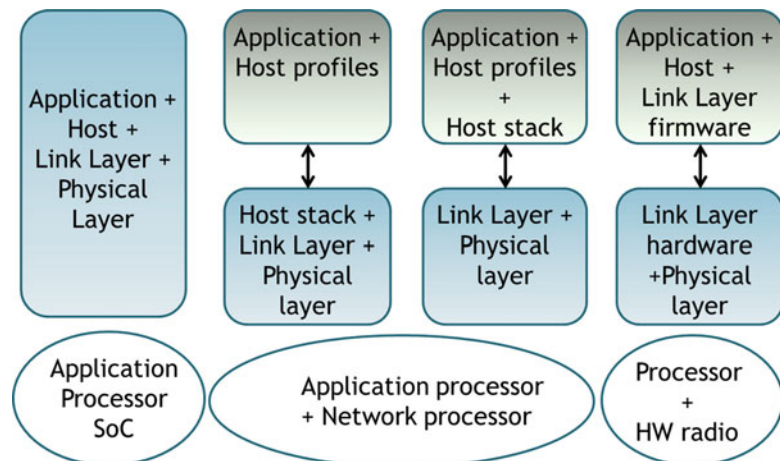 Application +
Host +
Link Layer +
Physical
Layer
Application +
Host profiles
Host stack +
Link Layer +
Physical
layer
Application +
Host profiles
+
Host stack
Link Layer +
Physical
layer
Application +
Host +
Link Layer
firmware
Link Layer
hardware
+Physical
layer
Application
Processor
SoC
Application processor
+ Network processor
Processor
+
HW radio